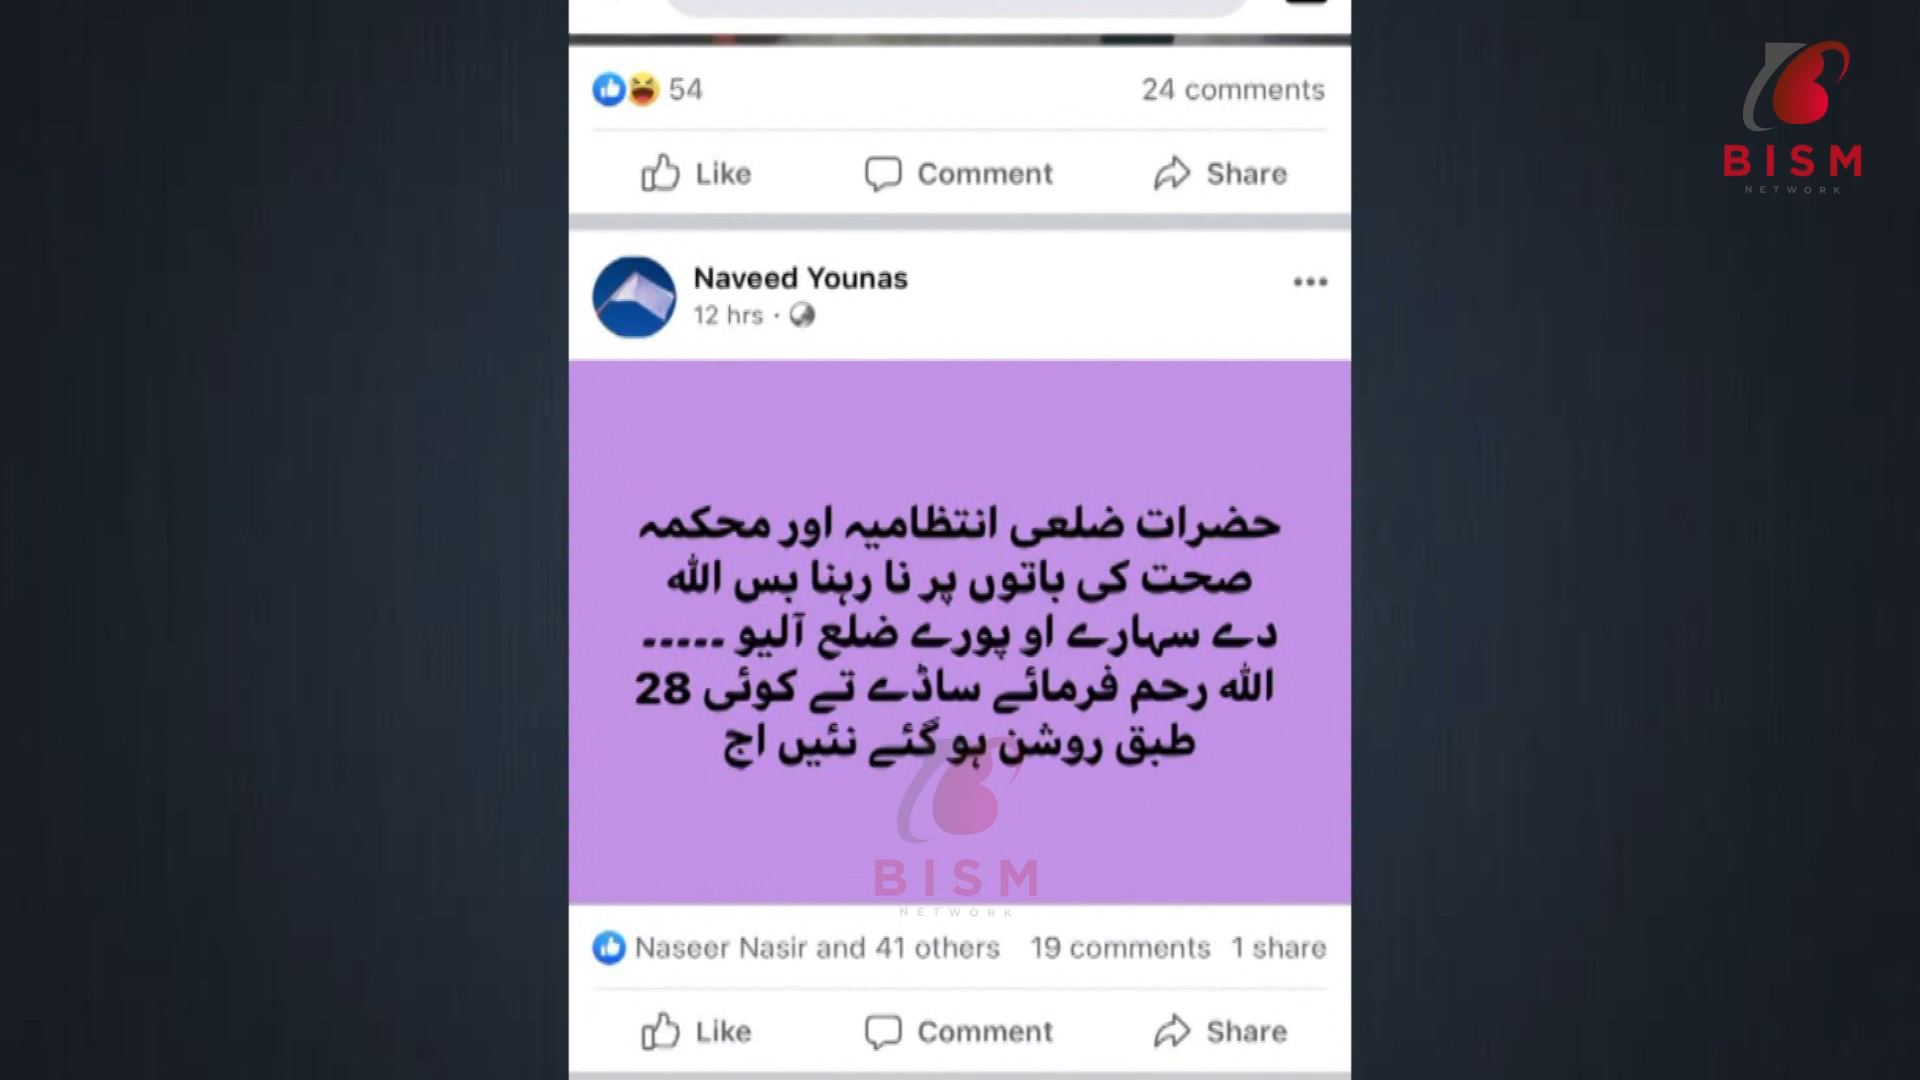 54
24 comments
BISM
NETWORK
Like
Comment
Share
Naveed Younas
12 hrs ·
حضرات ضلعی انتظامیہ اور محکمہ
صحت کی باتوں پر نا رہنا بس اللہ
دے سہارے او پورے ضلع آلیو -----
اللہ رحم فرمائے ساڈے تے کوئی 28
طبق روشن ہو گئے نئیں اج
BISM
NETWORK
Naseer Nasir and 41 others 19 comments 1 share
Like
Comment
Share